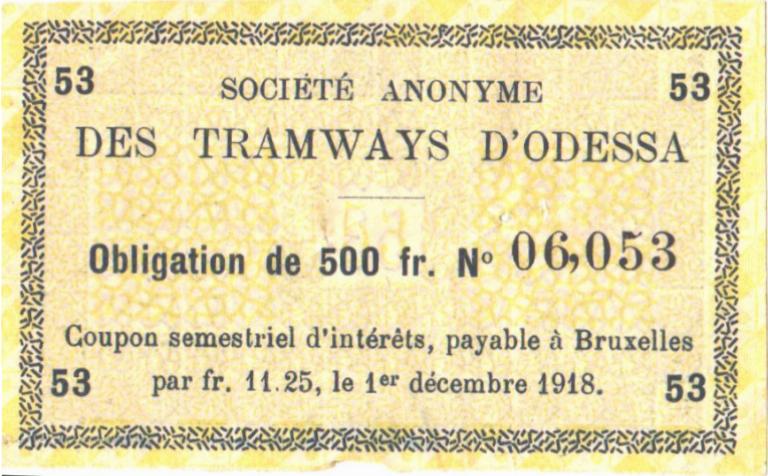 53 SOCIÉTÉ ANONYME 53
DES TRAMWAYS D'ODESSA
Obligation de 500 fr. Nº 06,053
Coupon semestriel d'intérêts, payable à Bruxelles
53 par fr. 11.25, le 1er décembre 1918. 53